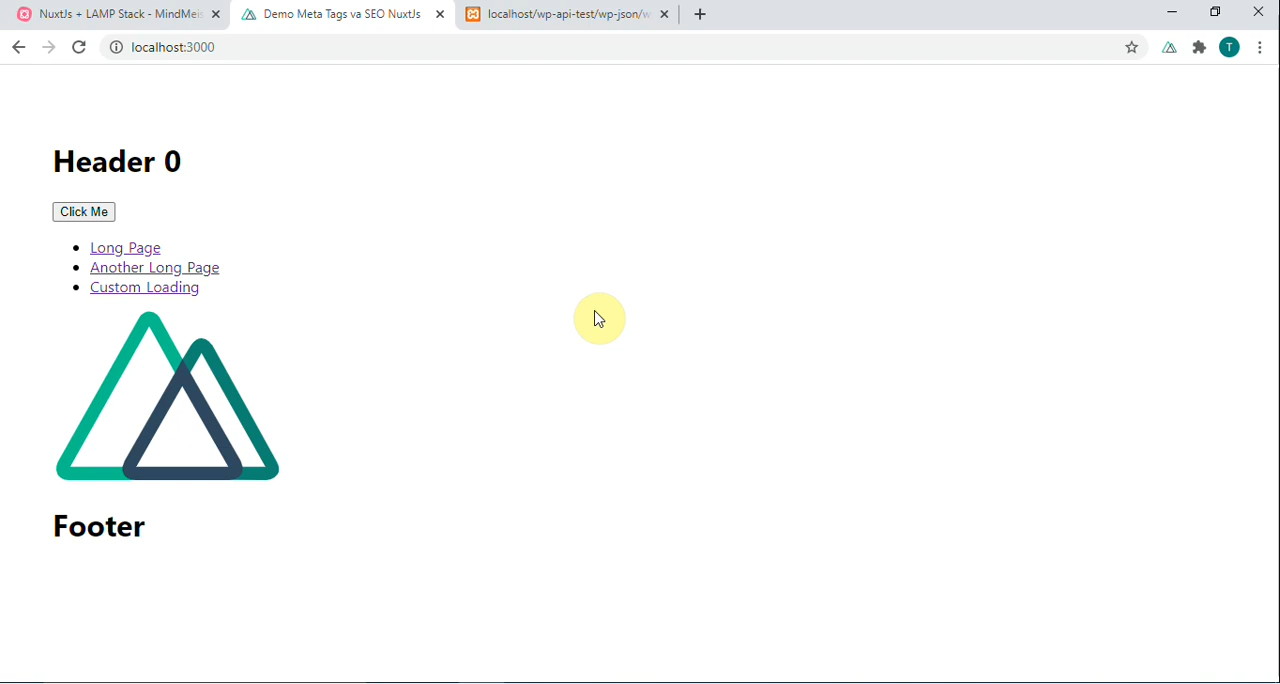 NuxtJs + LAMP Stack - MindMeis
Demo Meta Tags va SEO NuxtJs
localhost/wp-api-test/wp-json/w
localhost:3000
T
Header 0
Click Me
Long Page
Another Long Page
Custom Loading
Footer